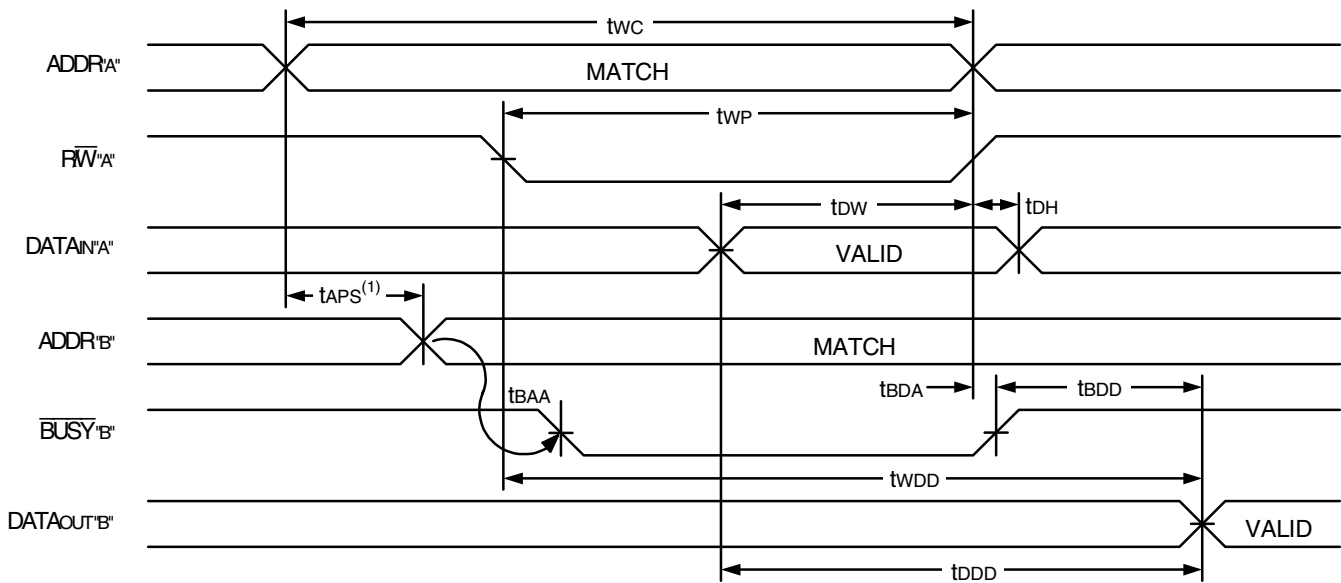 tWC
ADDR"A"
MATCH
tWP
R/W"A"
tDW
tDH
DATAIN"A"
VALID
tAPS(1)
ADDR"B"
MATCH
tBAA
tBDA
tBDD
BUSY"B"
tWDD
DATAOUT"B"
VALID
tDDD